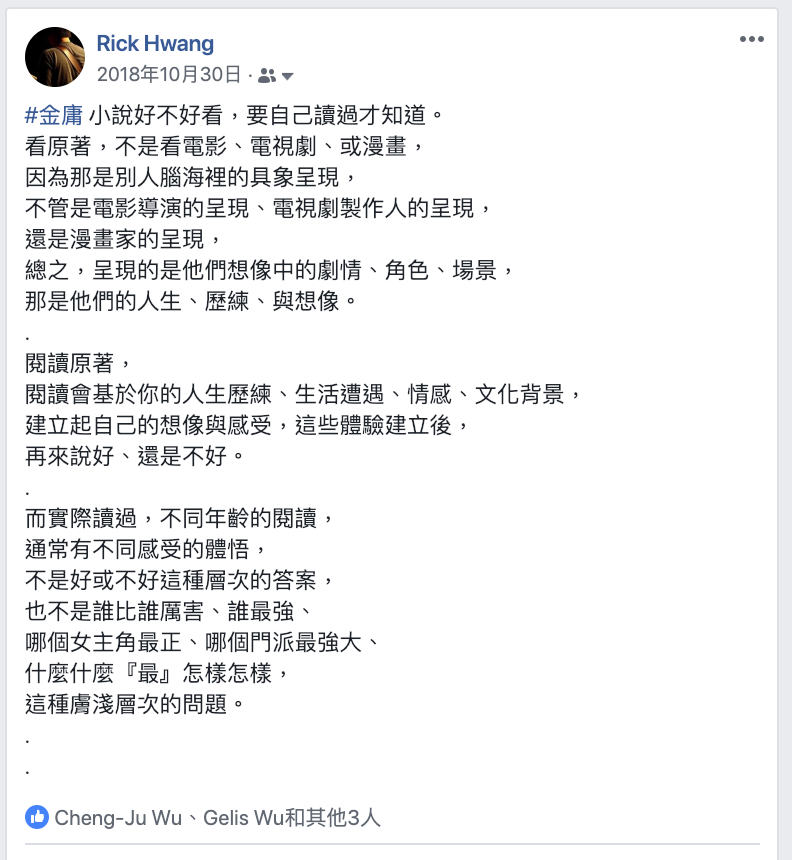 Rick Hwang
2018年10月30日 ·
#金庸 小說好不好看，要自己讀過才知道。
看原著，不是看電影、電視劇、或漫畫，
因為那是別人腦海裡的具象呈現，
不管是電影導演的呈現、電視劇製作人的呈現，
還是漫畫家的呈現，
總之，呈現的是他們想像中的劇情、角色、場景，
那是他們的人生、歷練、與想像。
.
閱讀原著，
閱讀會基於你的人生歷練、生活遭遇、情感、文化背景，
建立起自己的想像與感受，這些體驗建立後，
再來說好、還是不好。
.
而實際讀過，不同年齡的閱讀，
通常有不同感受的體悟，
不是好或不好這種層次的答案，
也不是誰比誰厲害、誰最強、
哪個女主角最正、哪個門派最強大、
什麼什麼『最』怎樣怎樣，
這種膚淺層次的問題。
.
.
Cheng-Ju Wu、Gelis Wu和其他3人